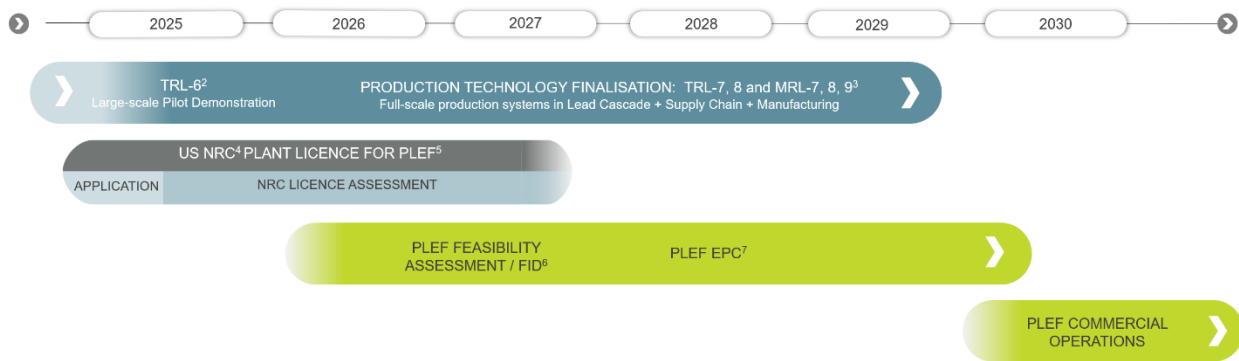 2025 2026 2027 2028 2029 2030
TRL-6² PRODUCTION TECHNOLOGY FINALISATION: TRL-7, 8 and MRL-7, 8, 9³
Large-scale Pilot Demonstration Full-scale production systems in Lead Cascade + Supply Chain + Manufacturing
US NRC⁴ PLANT LICENCE FOR PLEF⁵
APPLICATION NRC LICENCE ASSESSMENT
PLEF FEASIBILITY
ASSESSMENT / FID⁶
PLEF EPC⁷
PLEF COMMERCIAL
OPERATIONS